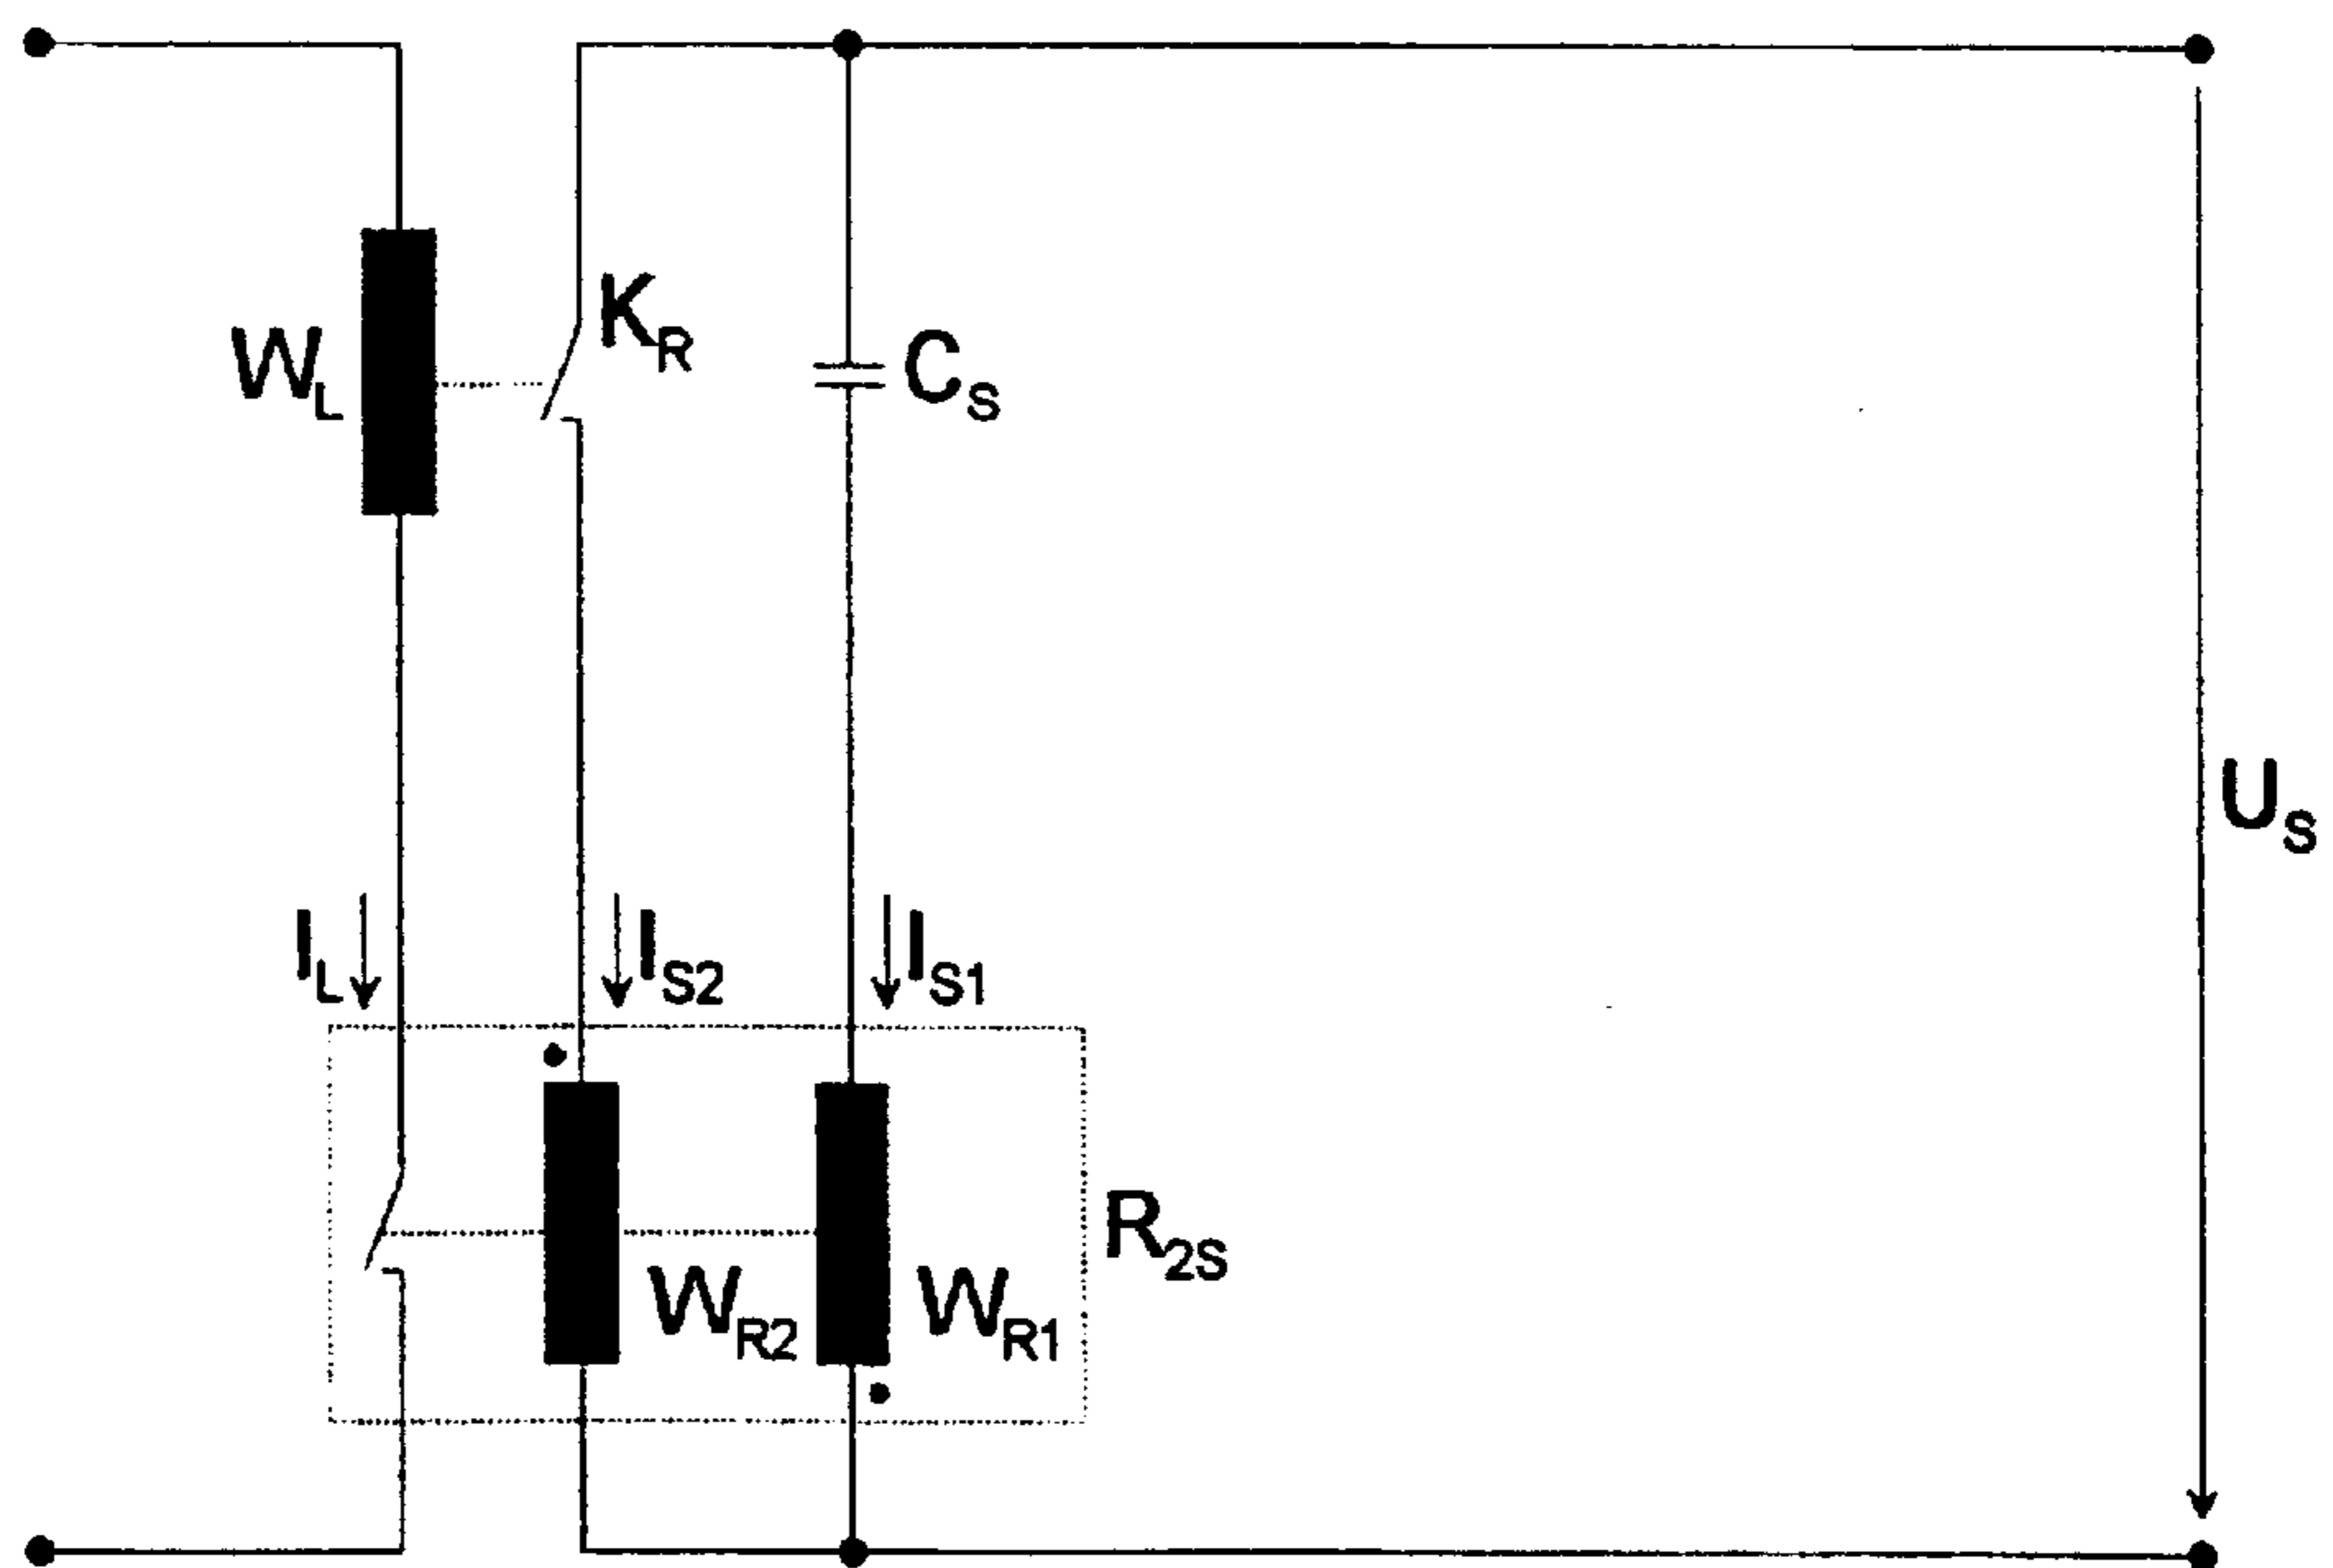 K_R
W_L
C_S
U_S
I_L
I_S2
I_S1
R_2S
W_R2
W_R1